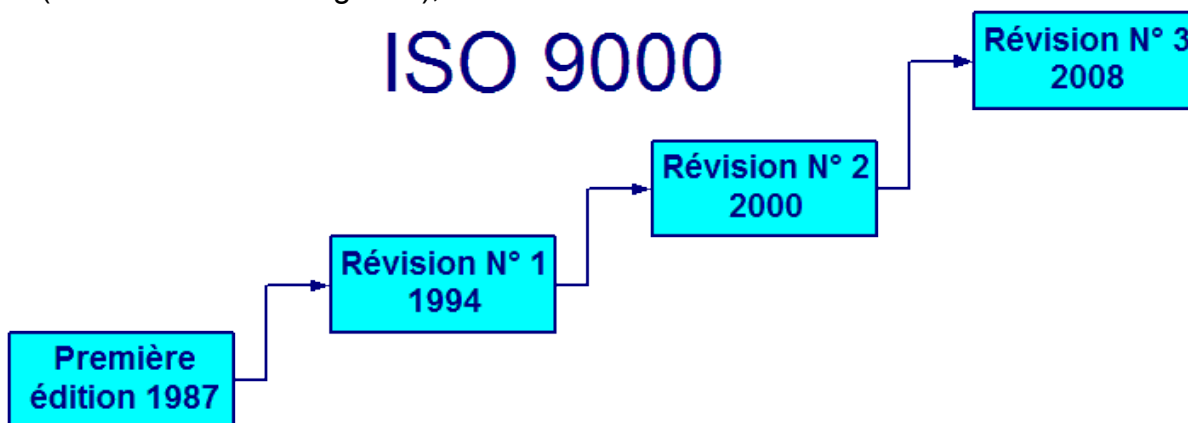 ISO 9000
Révision N° 3
2008
Révision N° 2
2000
Révision N° 1
1994
Première
édition 1987